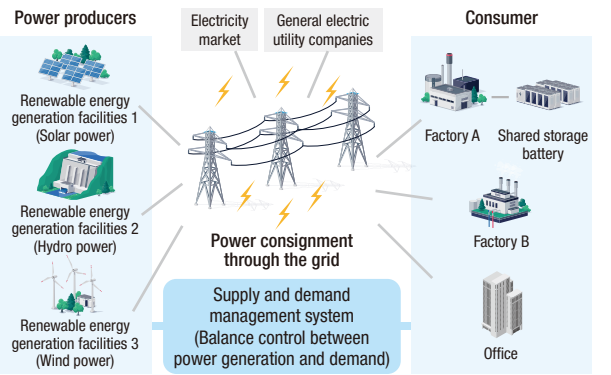 Power producers
Electricity
market
General electric
utility companies
Consumer
Renewable energy
generation facilities 1
(Solar power)
Renewable energy
generation facilities 2
(Hydro power)
Renewable energy
generation facilities 3
(Wind power)
Power consignment
through the grid
Supply and demand
management system
(Balance control between
power generation and demand)
Factory A
Shared storage
battery
Factory B
Office